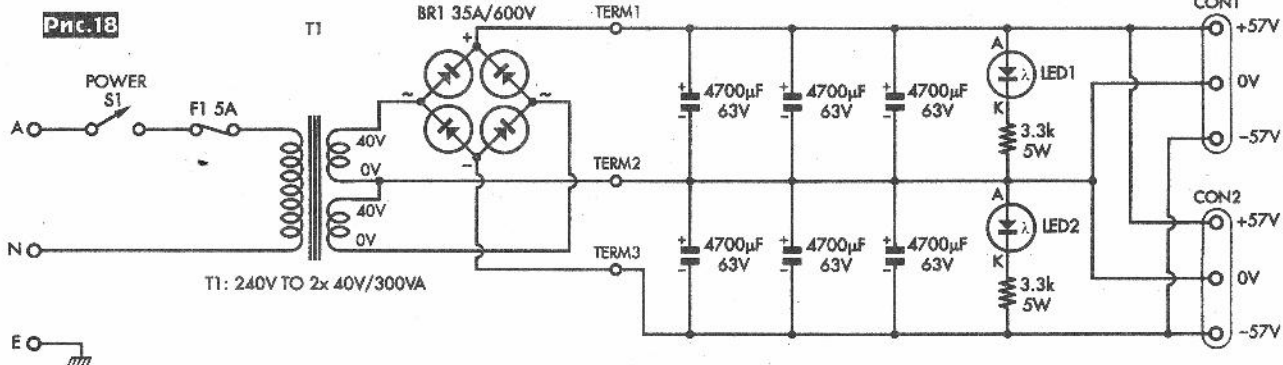 Рис.18
T1
BR1 35A/600V
TERM1
CON1
+57V
0V
−57V
POWER
S1
F1 5A
A
N
E
40V
0V
40V
0V
+
~
~
−
TERM2
TERM3
T1: 240V TO 2x 40V/300VA
+ 4700µF
− 63V
+ 4700µF
− 63V
+ 4700µF
− 63V
A
λ LED1
K
3.3k
5W
+ 4700µF
− 63V
+ 4700µF
− 63V
+ 4700µF
− 63V
A
λ LED2
K
3.3k
5W
CON2
+57V
0V
−57V